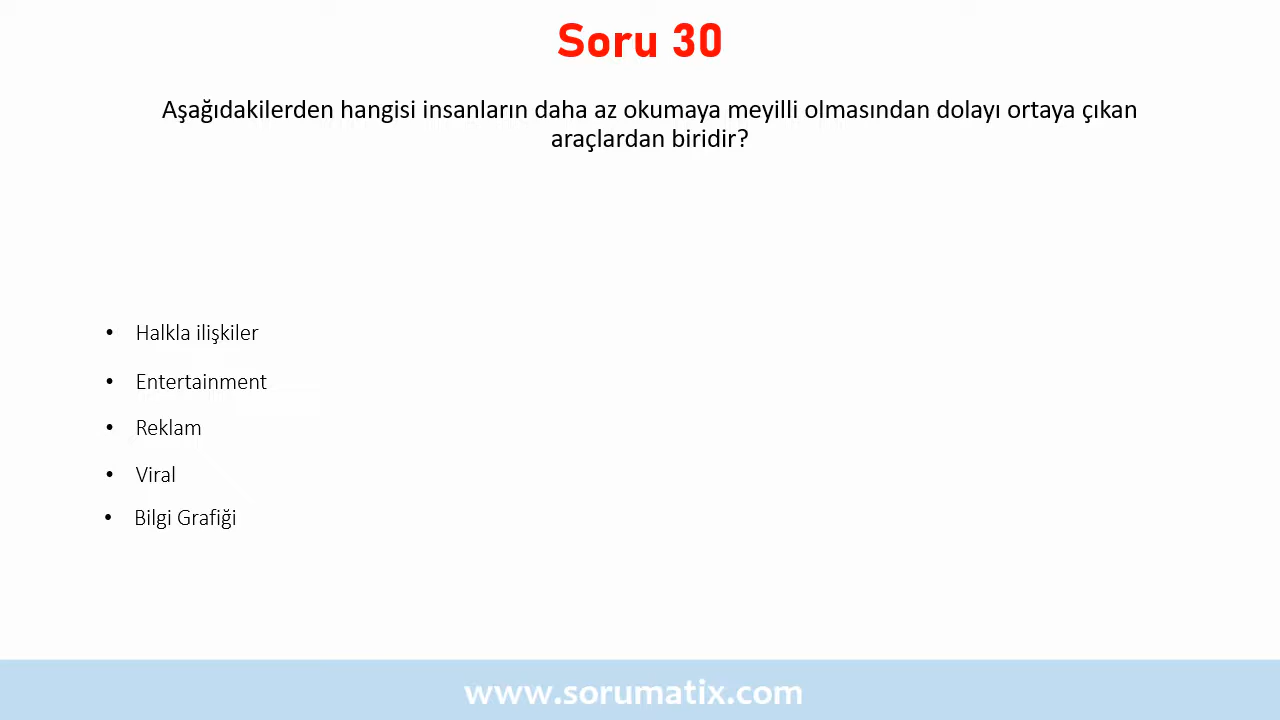 Soru 30
Aşağıdakilerden hangisi insanların daha az okumaya meyilli olmasından dolayı ortaya çıkan
araçlardan biridir?
• Halkla ilişkiler
• Entertainment
• Reklam
• Viral
• Bilgi Grafiği
www.sorumatix.com